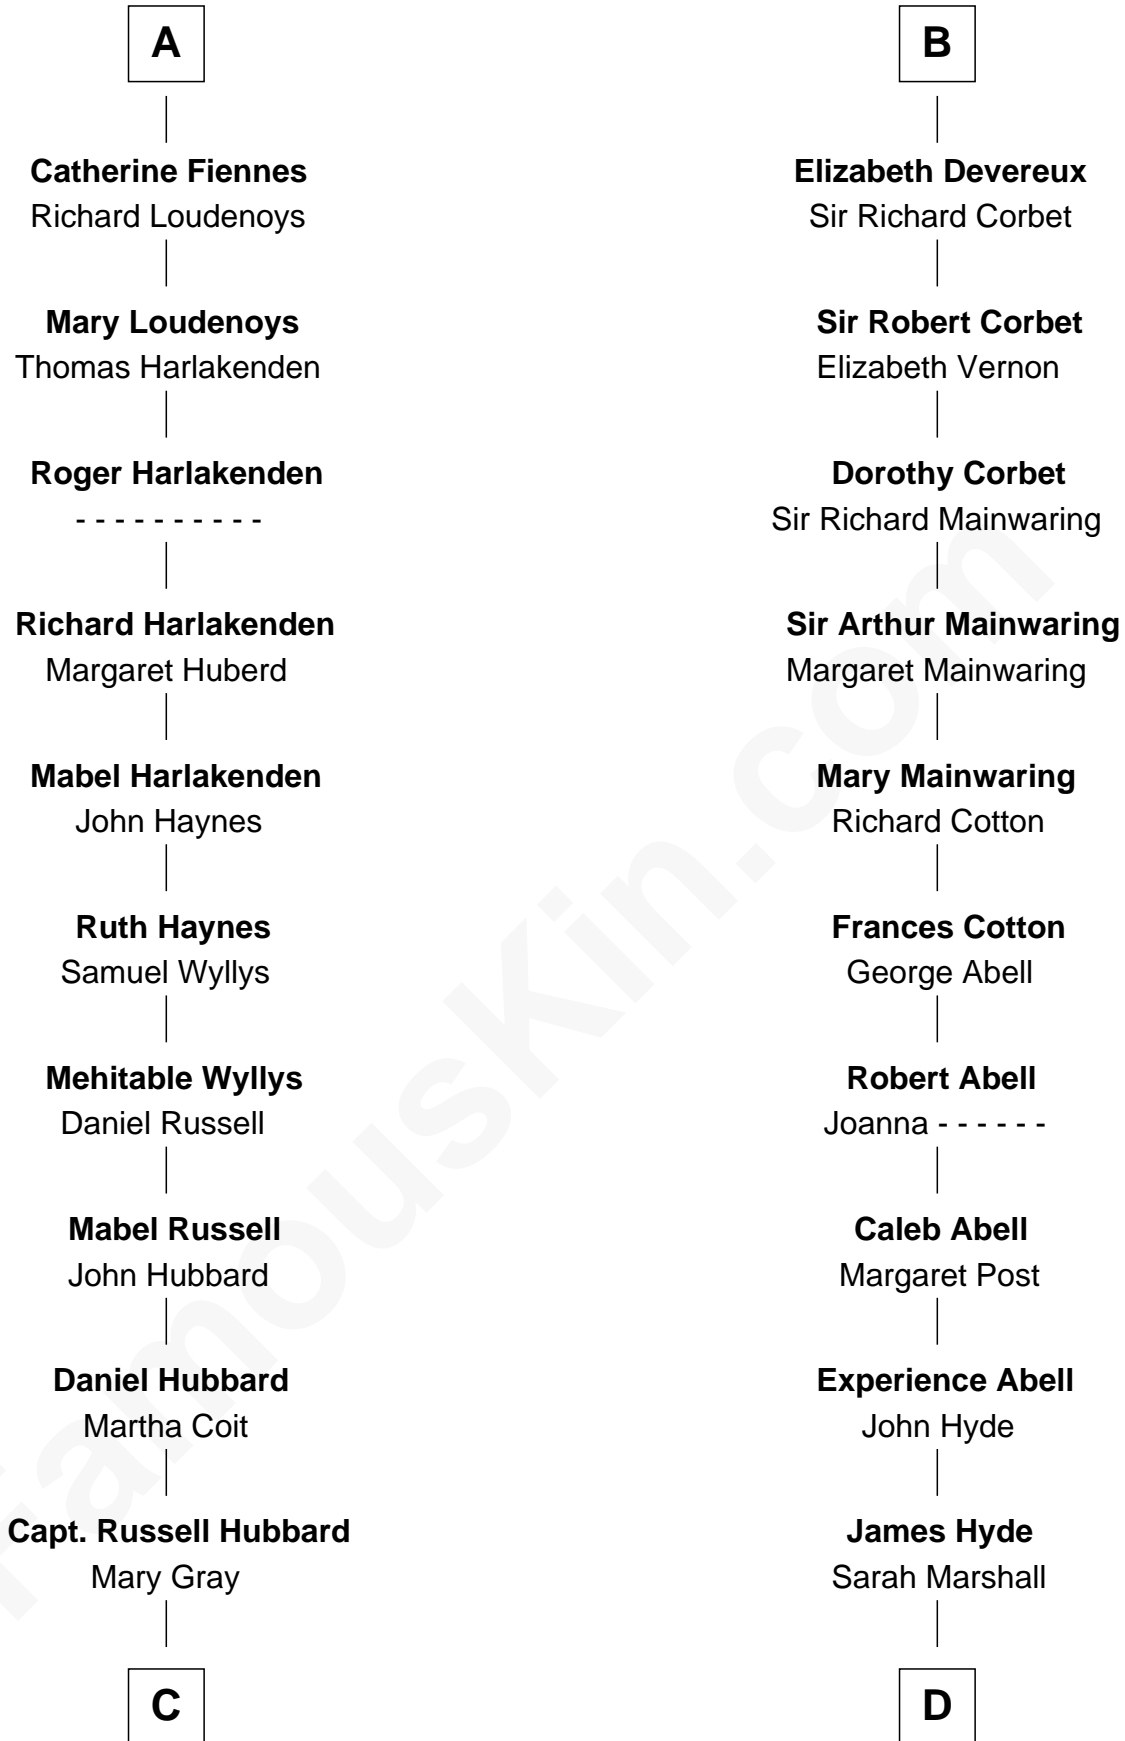 A
Catherine Fiennes
Richard Loudenoys
Mary Loudenoys
Thomas Harlakenden
Roger Harlakenden
- - - - - - - - - -
Richard Harlakenden
Margaret Huberd
Mabel Harlakenden
John Haynes
Ruth Haynes
Samuel Wyllys
Mehitable Wyllys
Daniel Russell
Mabel Russell
John Hubbard
Daniel Hubbard
Martha Coit
Capt. Russell Hubbard
Mary Gray
C
B
Elizabeth Devereux
Sir Richard Corbet
Sir Robert Corbet
Elizabeth Vernon
Dorothy Corbet
Sir Richard Mainwaring
Sir Arthur Mainwaring
Margaret Mainwaring
Mary Mainwaring
Richard Cotton
Frances Cotton
George Abell
Robert Abell
Joanna - - - - - -
Caleb Abell
Margaret Post
Experience Abell
John Hyde
James Hyde
Sarah Marshall
D
FamousKin.com